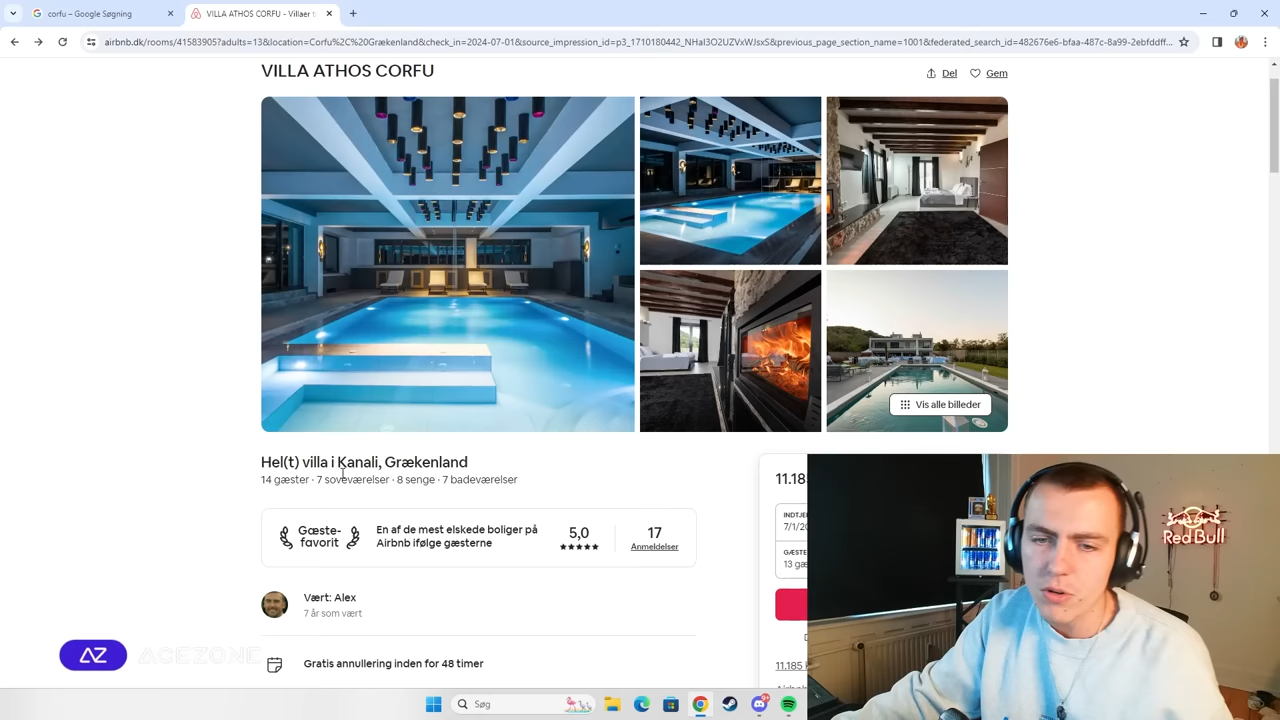 corfu – Google Søgning
VILLA ATHOS CORFU - Villaer t
airbnb.dk/rooms/41583905?adults=13&location=Corfu%2C%20Grækenland&check_in=2024-07-01&source_impression_id=p3_1710180442_NHaI3O2UZVxWJsxS&previous_page_section_name=1001&federated_search_id=482676e6-bfaa-487c-8a99-2ebfddff...
VILLA ATHOS CORFU
Del
Gem
Vis alle billeder
Hel(t) villa i Kanali, Grækenland
14 gæster · 7 soveværelser · 8 senge · 7 badeværelser
11.18
Gæste-
favorit
En af de mest elskede boliger på
Airbnb ifølge gæsterne
5,0
17
Anmeldelser
INDTJE
7/1/20
GÆSTE
13 gæ
Vært: Alex
7 år som vært
Red Bull
AZ
ACEZONE
Gratis annullering inden for 48 timer
11.185
Søg
9+